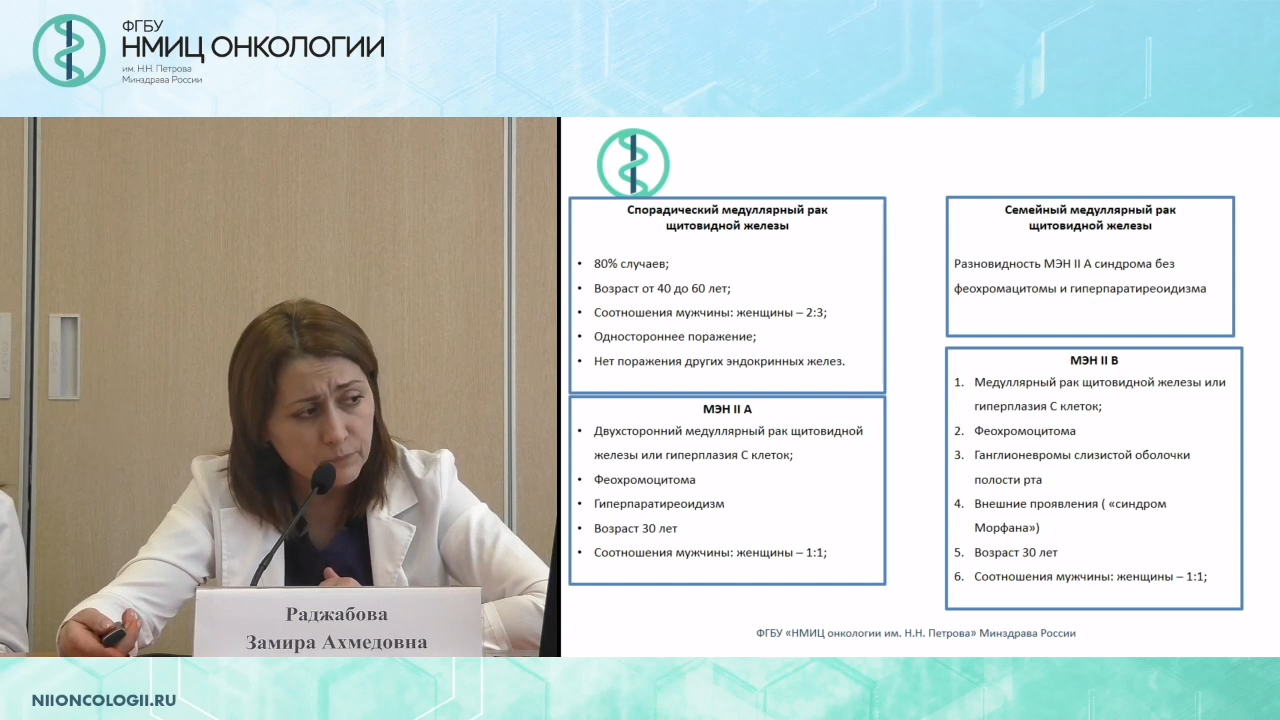 ФГБУ
НМИЦ ОНКОЛОГИИ
им. Н.Н. Петрова
Минздрава России
Спорадический медуллярный рак
щитовидной железы
• 80% случаев;
• Возраст от 40 до 60 лет;
• Соотношения мужчины: женщины – 2:3;
• Одностороннее поражение;
• Нет поражения других эндокринных желез.
МЭН II А
• Двухсторонний медуллярный рак щитовидной
железы или гиперплазия С клеток;
• Феохромоцитома
• Гиперпаратиреоидизм
• Возраст 30 лет
• Соотношения мужчины: женщины – 1:1;
Семейный медуллярный рак
щитовидной железы
Разновидность МЭН II А синдрома без
феохромацитомы и гиперпаратиреоидизма
МЭН II В
1. Медуллярный рак щитовидной железы или
гиперплазия С клеток;
2. Феохромоцитома
3. Ганглионевромы слизистой оболочки
полости рта
4. Внешние проявления ( «синдром
Морфана»)
5. Возраст 30 лет
6. Соотношения мужчины: женщины – 1:1;
ФГБУ «НМИЦ онкологии им. Н.Н. Петрова» Минздрава России
Раджабова
Замира Ахмедовна
NIIONCOLOGII.RU